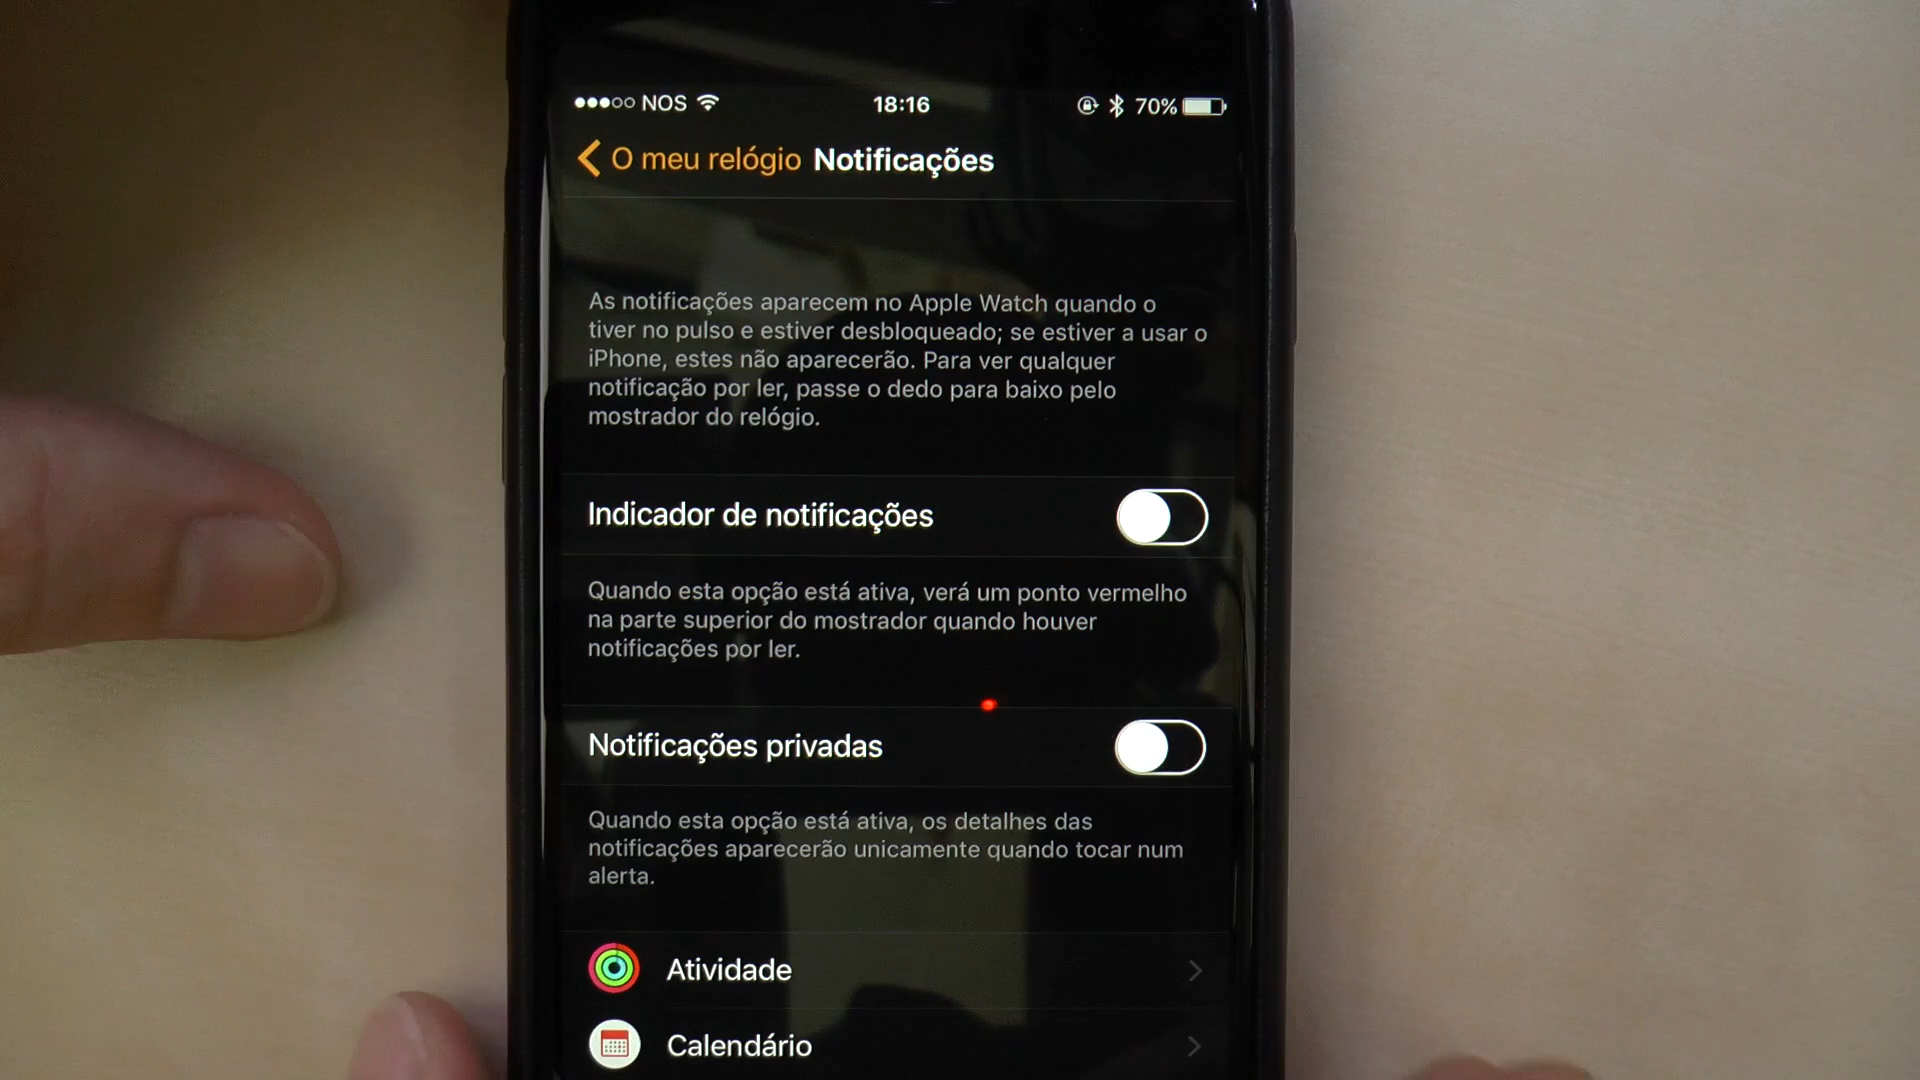 NOS 18:16 70%
O meu relógio Notificações
As notificações aparecem no Apple Watch quando o
tiver no pulso e estiver desbloqueado; se estiver a usar o
iPhone, estes não aparecerão. Para ver qualquer
notificação por ler, passe o dedo para baixo pelo
mostrador do relógio.
Indicador de notificações
Quando esta opção está ativa, verá um ponto vermelho
na parte superior do mostrador quando houver
notificações por ler.
Notificações privadas
Quando esta opção está ativa, os detalhes das
notificações aparecerão unicamente quando tocar num
alerta.
Atividade
Calendário